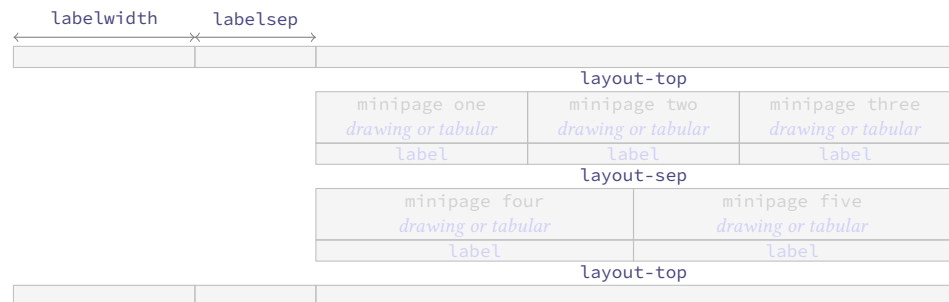 labelwidth labelsep
layout-top
minipage one minipage two minipage three
drawing or tabular drawing or tabular drawing or tabular
label label label
layout-sep
minipage four minipage five
drawing or tabular drawing or tabular
label label
layout-top